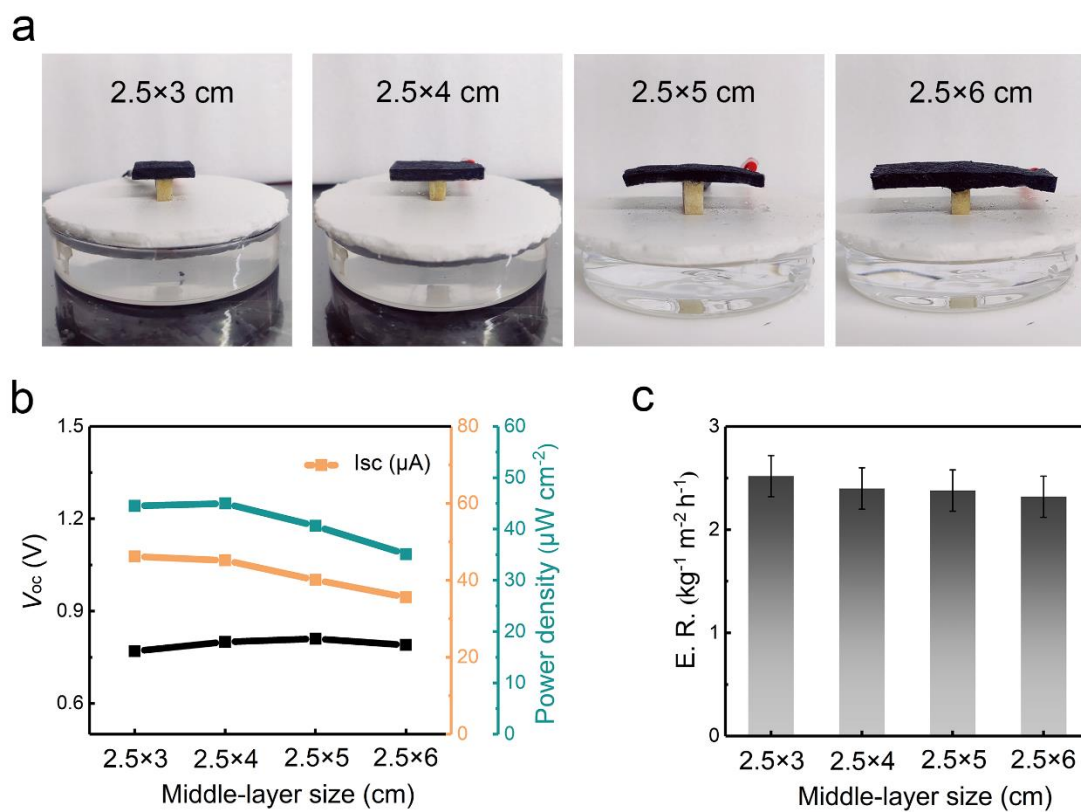 a
2.5×3 cm
2.5×4 cm
2.5×5 cm
2.5×6 cm
b
1.5
1.2
0.9
0.6
Voc (V)
Isc (μA)
80
60
40
20
0
60
50
40
30
20
10
0
Power density (μW cm⁻²)
2.5×3
2.5×4
2.5×5
2.5×6
Middle-layer size (cm)
c
3
2
1
0
E. R. (kg⁻¹ m⁻² h⁻¹)
2.5×3
2.5×4
2.5×5
2.5×6
Middle-layer size (cm)